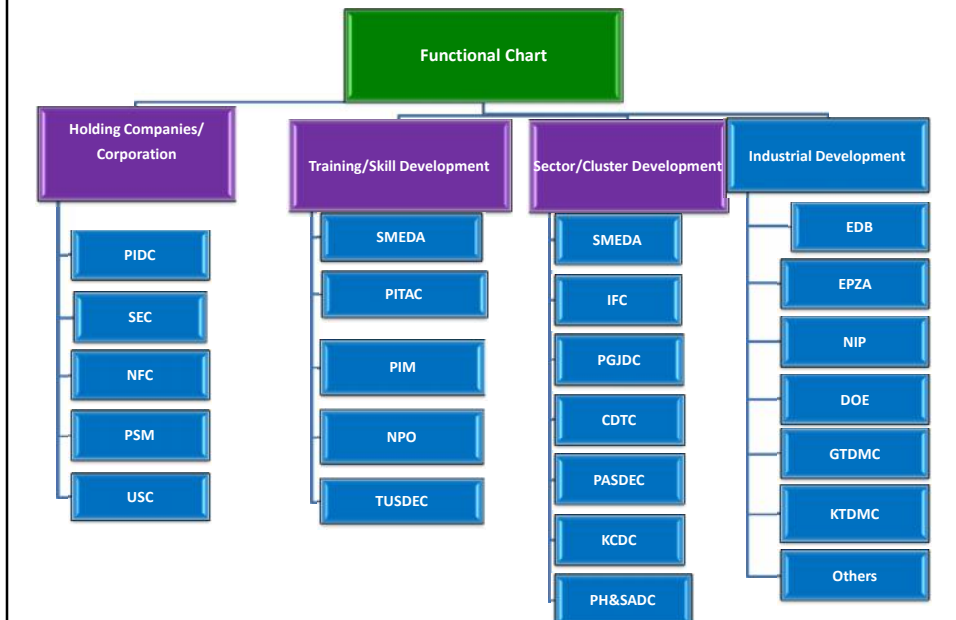 Functional Chart
Holding Companies/
Corporation
PIDC
SEC
NFC
PSM
USC
Training/Skill Development
SMEDA
PITAC
PIM
NPO
TUSDEC
Sector/Cluster Development
SMEDA
IFC
PGJDC
CDTC
PASDEC
KCDC
PH&SADC
Industrial Development
EDB
EPZA
NIP
DOE
GTDMC
KTDMC
Others